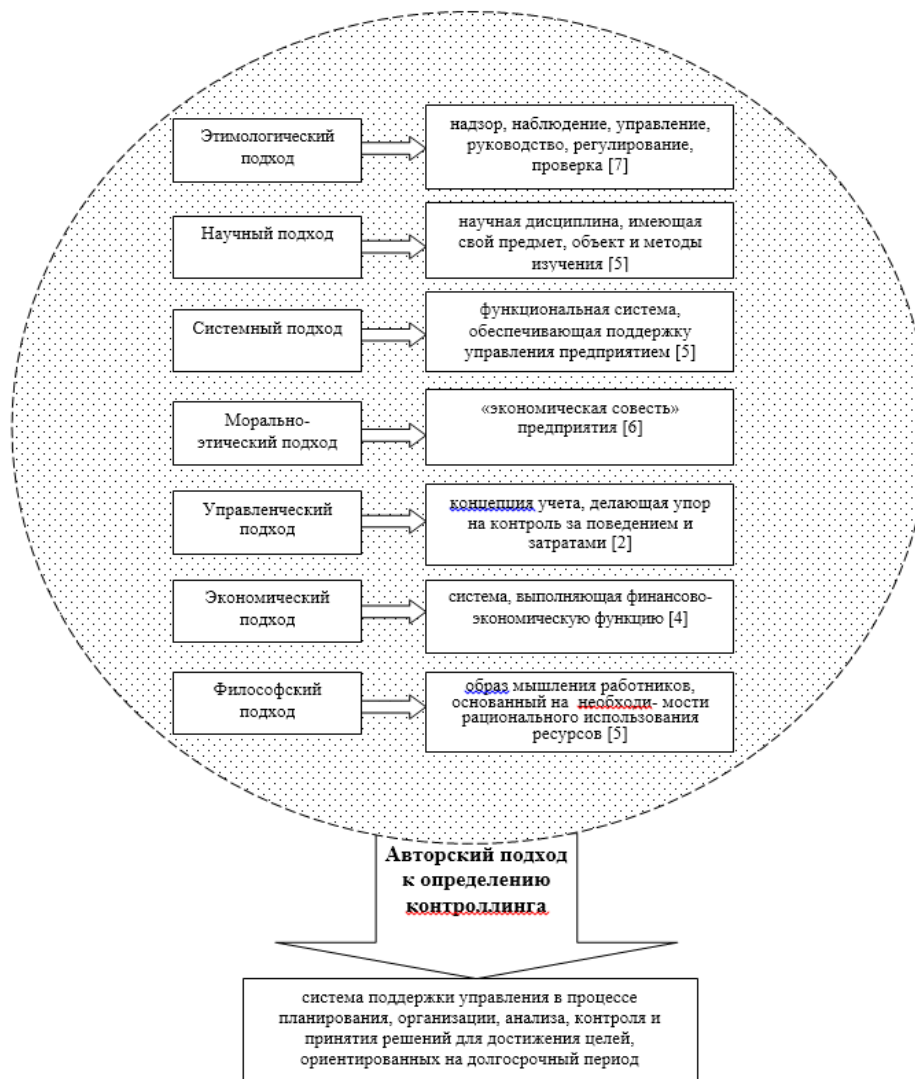 Этимологический
подход
надзор, наблюдение, управление,
руководство, регулирование,
проверка [7]
Научный подход
научная дисциплина, имеющая
свой предмет, объект и методы
изучения [5]
Системный подход
функциональная система,
обеспечивающая поддержку
управления предприятием [5]
Морально-
этический подход
«экономическая совесть»
предприятия [6]
Управленческий
подход
концепция учета, делающая упор
на контроль за поведением и
затратами [2]
Экономический
подход
система, выполняющая финансово-
экономическую функцию [4]
Философский
подход
образ мышления работников,
основанный на необходи- мости
рационального использования
ресурсов [5]
Авторский подход
к определению
контроллинга
система поддержки управления в процессе
планирования, организации, анализа, контроля и
принятия решений для достижения целей,
ориентированных на долгосрочный период